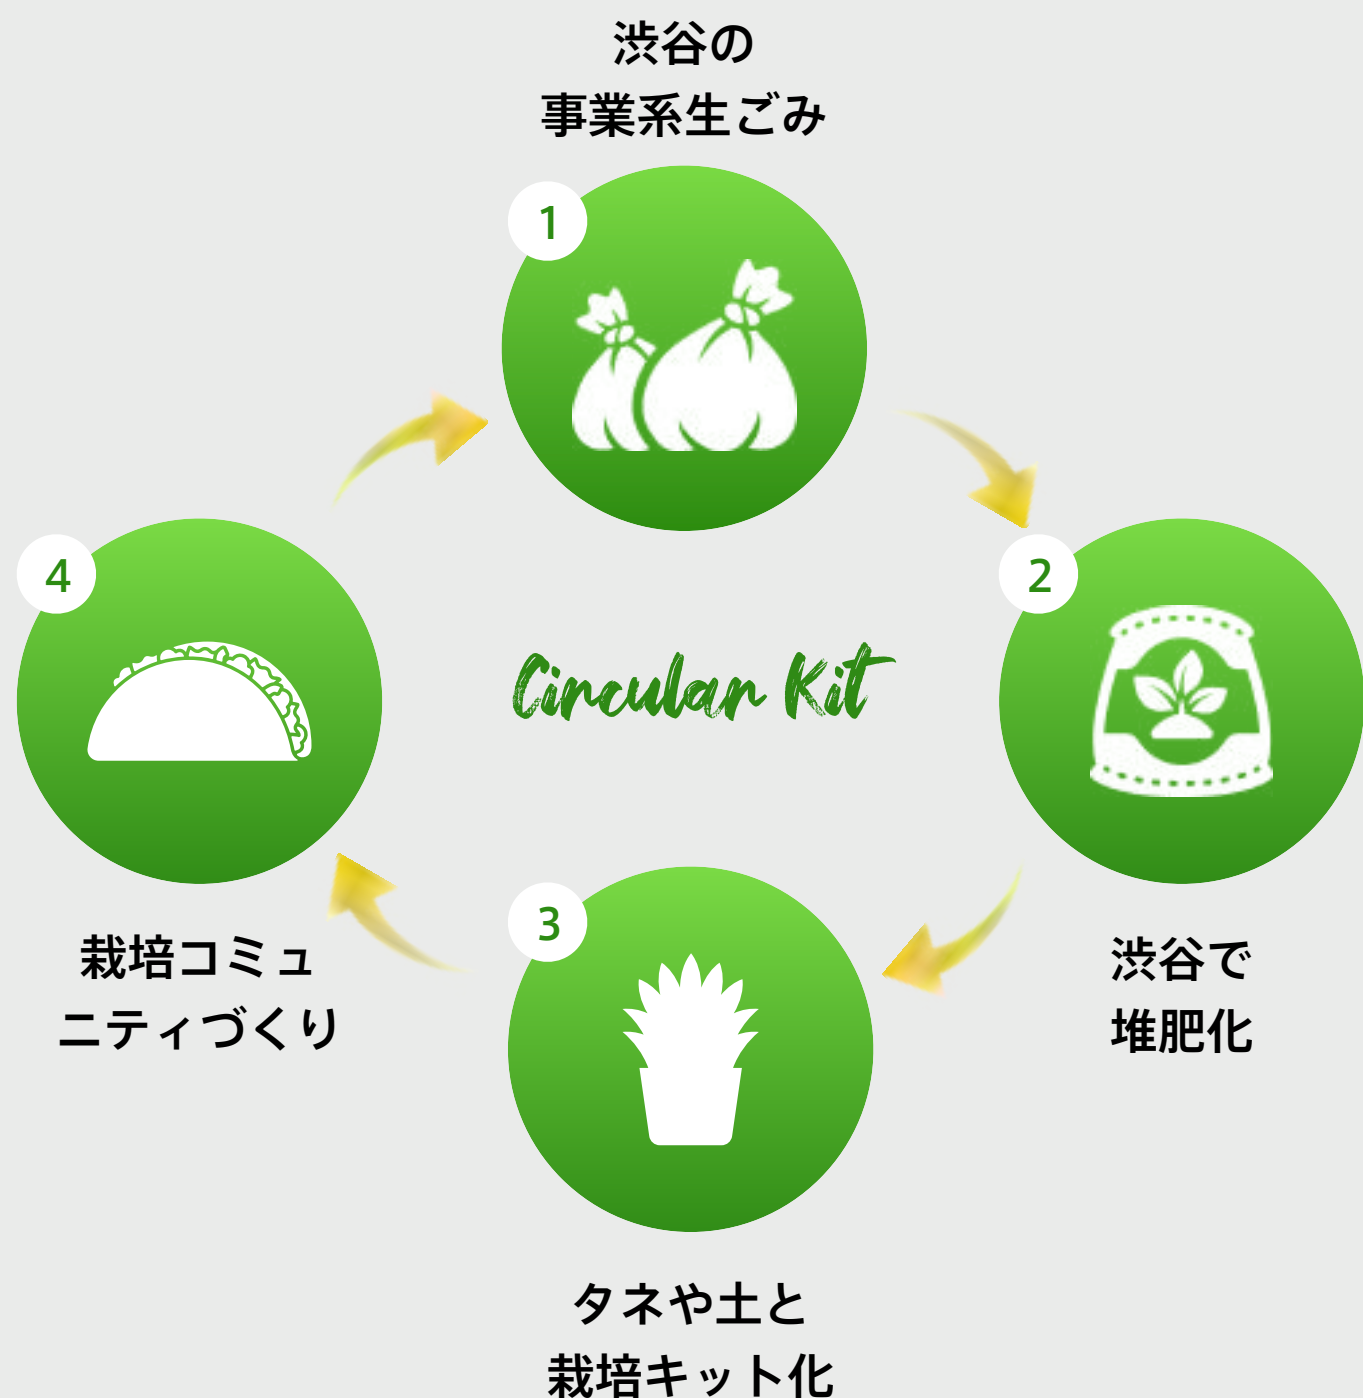 渋谷の
事業系生ごみ
1
2
渋谷で
堆肥化
3
タネや土と
栽培キット化
4
栽培コミュ
ニティづくり
Circular Kit